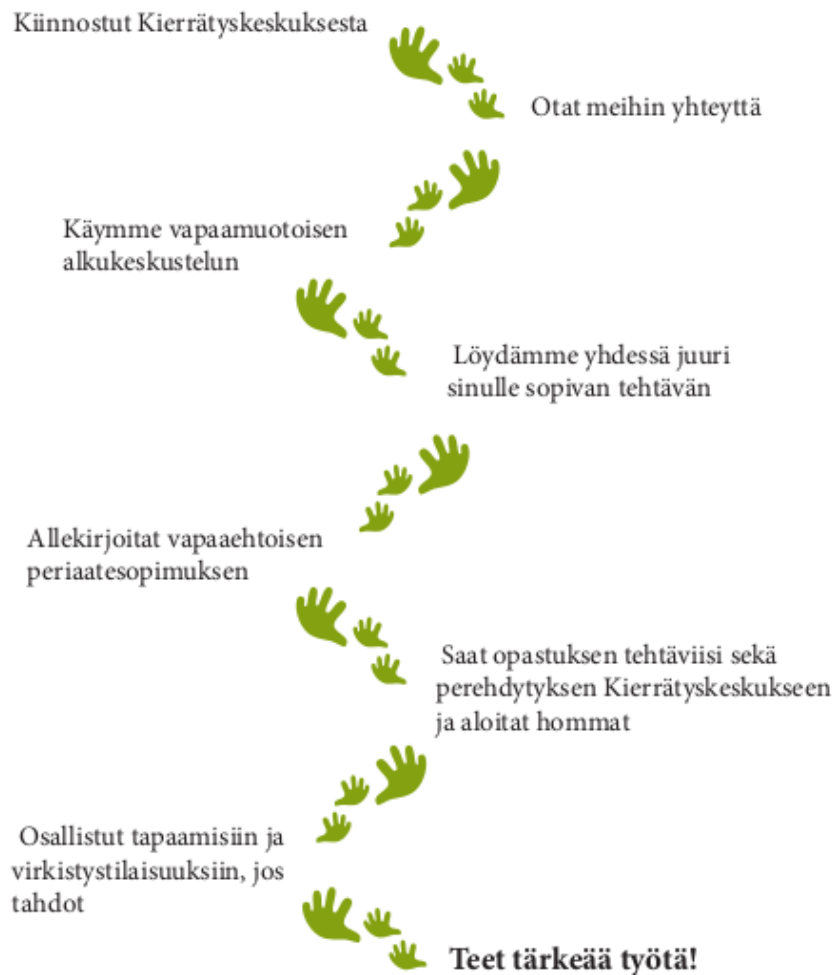 Kiinnostut Kierrätyskeskuksesta
Otat meihin yhteyttä
Käymme vapaamuotoisen
alkukeskustelun
Löydämme yhdessä juuri
sinulle sopivan tehtävän
Allekirjoitat vapaaehtoisen
periaatesopimuksen
Saat opastuksen tehtäviisi sekä
perehdytyksen Kierrätyskeskukseen
ja aloitat hommat
Osallistut tapaamisiin ja
virkistystilaisuuksiin, jos
tahdot
Teet tärkeää työtä!